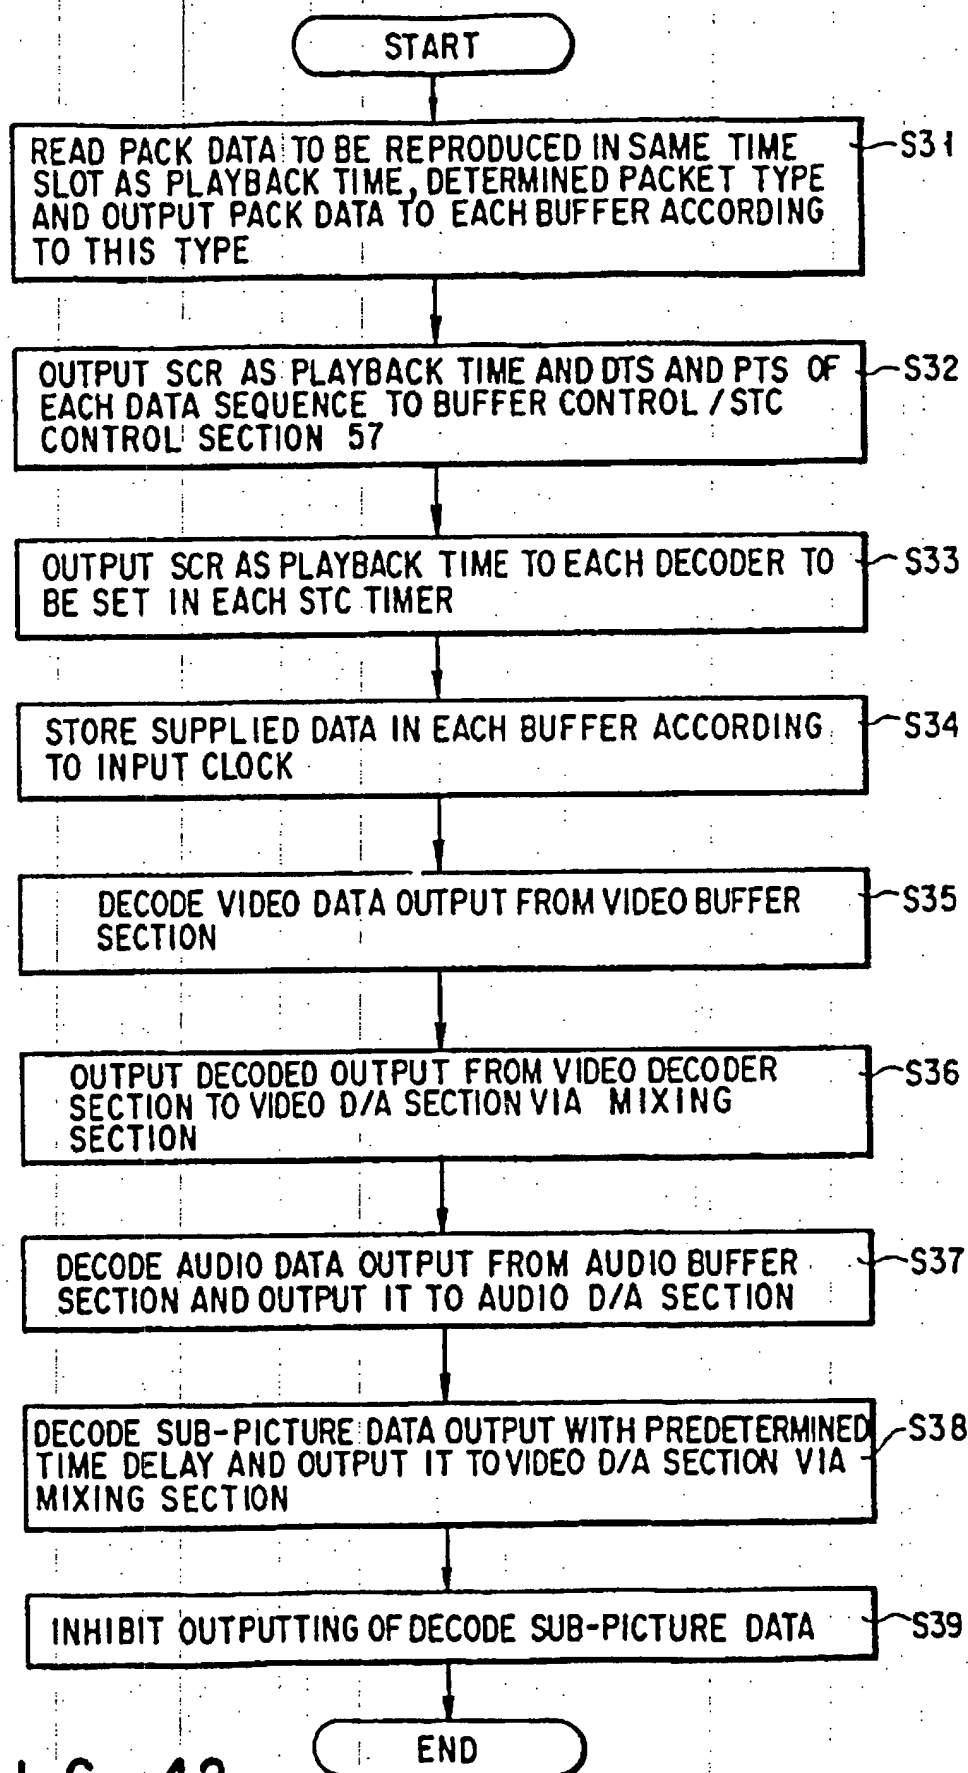 START
READ PACK DATA TO BE REPRODUCED IN SAME TIME
SLOT AS PLAYBACK TIME, DETERMINED PACKET TYPE
AND OUTPUT PACK DATA TO EACH BUFFER ACCORDING
TO THIS TYPE
S31
OUTPUT SCR AS PLAYBACK TIME AND DTS AND PTS OF
EACH DATA SEQUENCE TO BUFFER CONTROL / STC
CONTROL SECTION 57
S32
OUTPUT SCR AS PLAYBACK TIME TO EACH DECODER TO
BE SET IN EACH STC TIMER
S33
STORE SUPPLIED DATA IN EACH BUFFER ACCORDING
TO INPUT CLOCK
S34
DECODE VIDEO DATA OUTPUT FROM VIDEO BUFFER
SECTION
S35
OUTPUT DECODED OUTPUT FROM VIDEO DECODER
SECTION TO VIDEO D/A SECTION VIA MIXING
SECTION
S36
DECODE AUDIO DATA OUTPUT FROM AUDIO BUFFER
SECTION AND OUTPUT IT TO AUDIO D/A SECTION
S37
DECODE SUB-PICTURE DATA OUTPUT WITH PREDETERMINED
TIME DELAY AND OUTPUT IT TO VIDEO D/A SECTION VIA
MIXING SECTION
S38
INHIBIT OUTPUTTING OF DECODE SUB-PICTURE DATA
S39
END